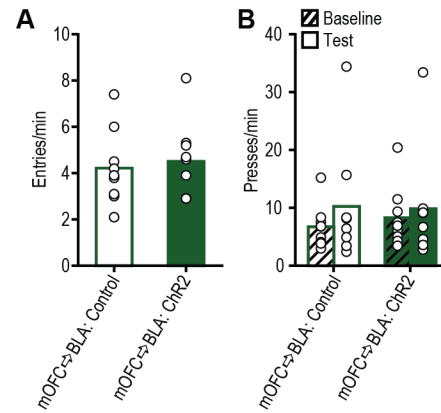 A
Entries/min
10
8
6
4
2
0
mOFC⇨BLA: Control
mOFC⇨BLA: ChR2
B
Baseline
Test
Presses/min
40
30
20
10
0
mOFC⇨BLA: Control
mOFC⇨BLA: ChR2